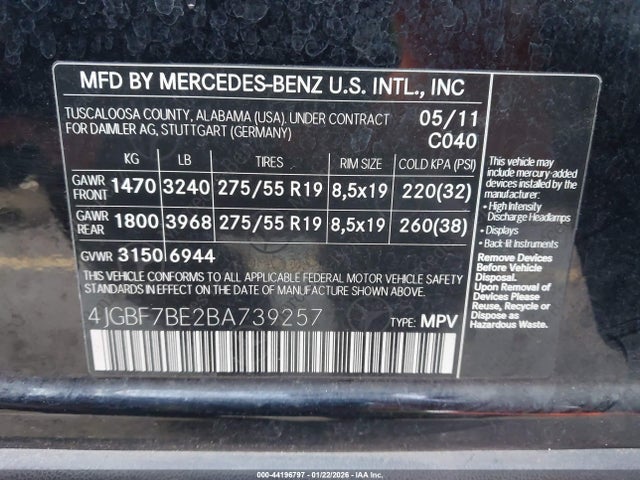 MFD BY MERCEDES-BENZ U.S. INTL., INC
TUSCALOOSA COUNTY, ALABAMA (USA). UNDER CONTRACT
FOR DAIMLER AG, STUTTGART (GERMANY)
05/11
C040
KG LB TIRES RIM SIZE COLD KPA (PSI)
GAWR FRONT 1470 3240 275/55 R19 8,5x19 220(32)
GAWR REAR 1800 3968 275/55 R19 8,5x19 260(38)
GVWR 3150 6944
THIS VEHICLE CONFORMS TO ALL APPLICABLE FEDERAL MOTOR VEHICLE SAFETY
STANDARDS IN EFFECT ON THE DATE OF MANUFACTURE SHOWN ABOVE.
4JGBF7BE2BA739257
TYPE: MPV
This vehicle may
include mercury-added
devices installed by the
manufacturer:
• High Intensity
Discharge Headlamps
• Displays
• Back-lit Instruments
Remove Devices
Before Vehicle
Disposal.
Upon Removal of
Devices Please
Reuse, Recycle or
Dispose as
Hazardous Waste.
000-44196797 - 01/22/2026 - IAA Inc.